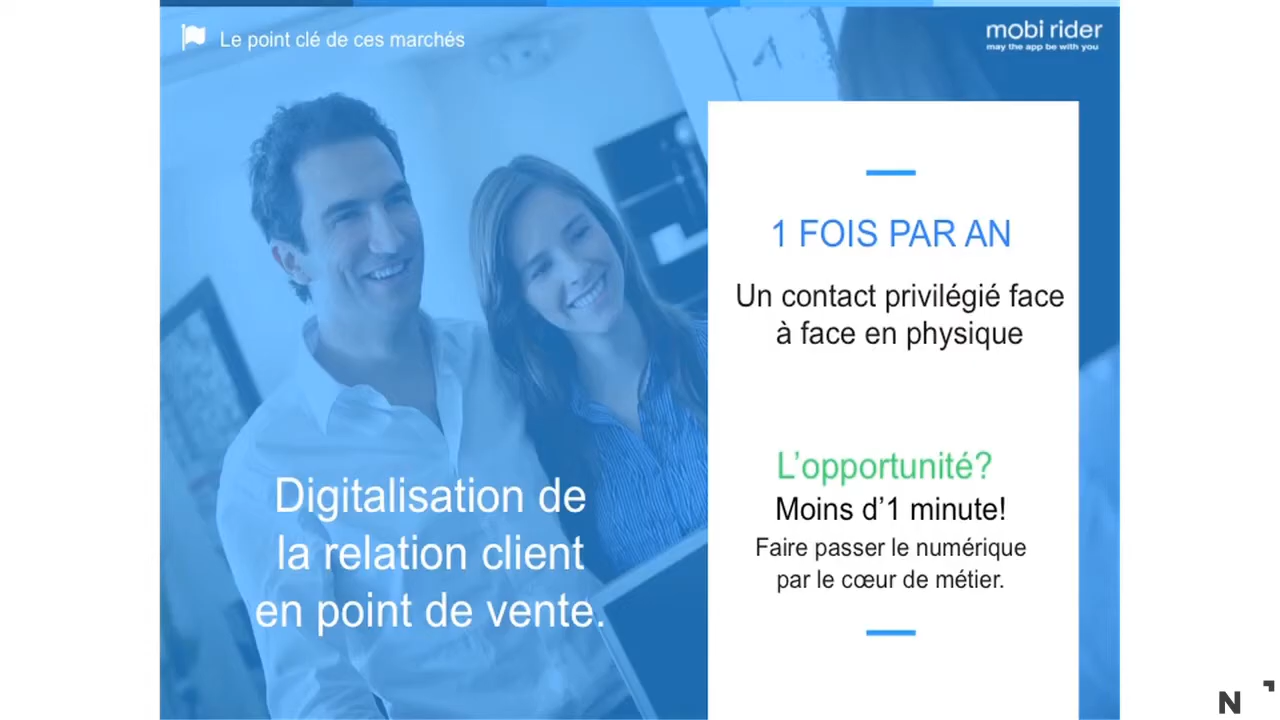 Le point clé de ces marchés
mobi rider
may the app be with you
1 FOIS PAR AN
Un contact privilégié face
à face en physique
L’opportunité?
Moins d’1 minute!
Faire passer le numérique
par le cœur de métier.
Digitalisation de
la relation client
en point de vente.
N